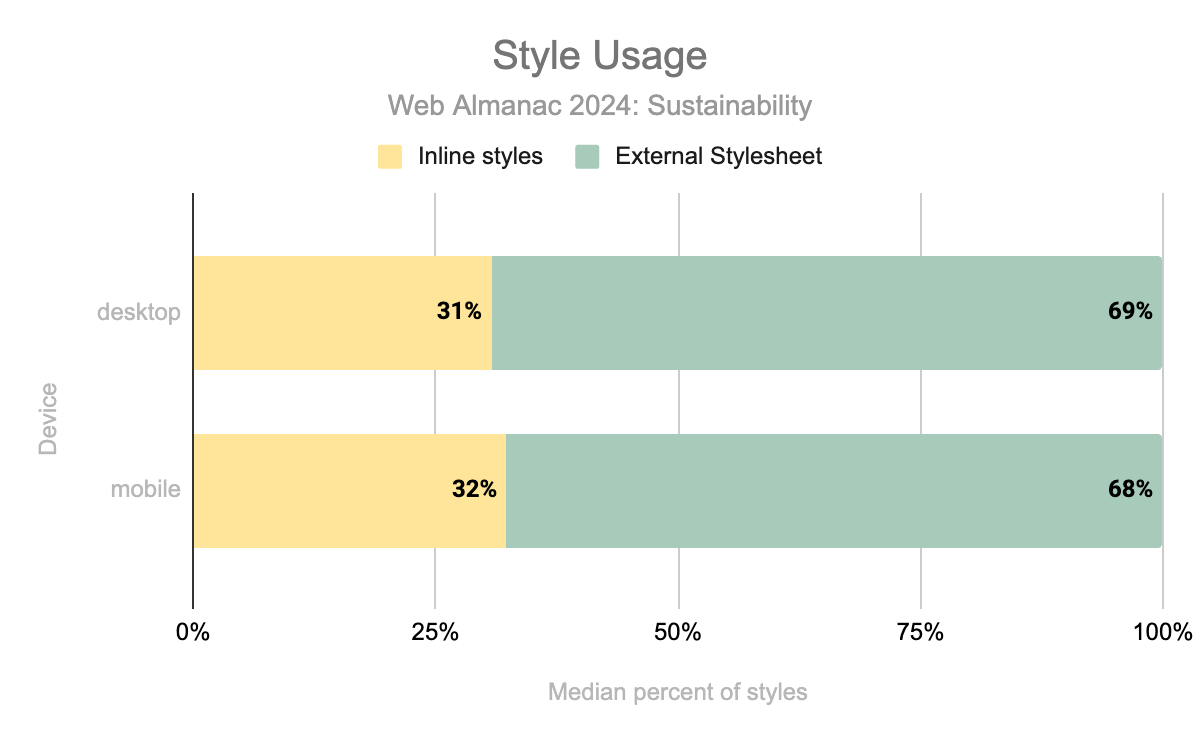 Style Usage
Web Almanac 2024: Sustainability
Inline styles External Stylesheet
desktop 31% 69%
Device
mobile 32% 68%
0% 25% 50% 75% 100%
Median percent of styles